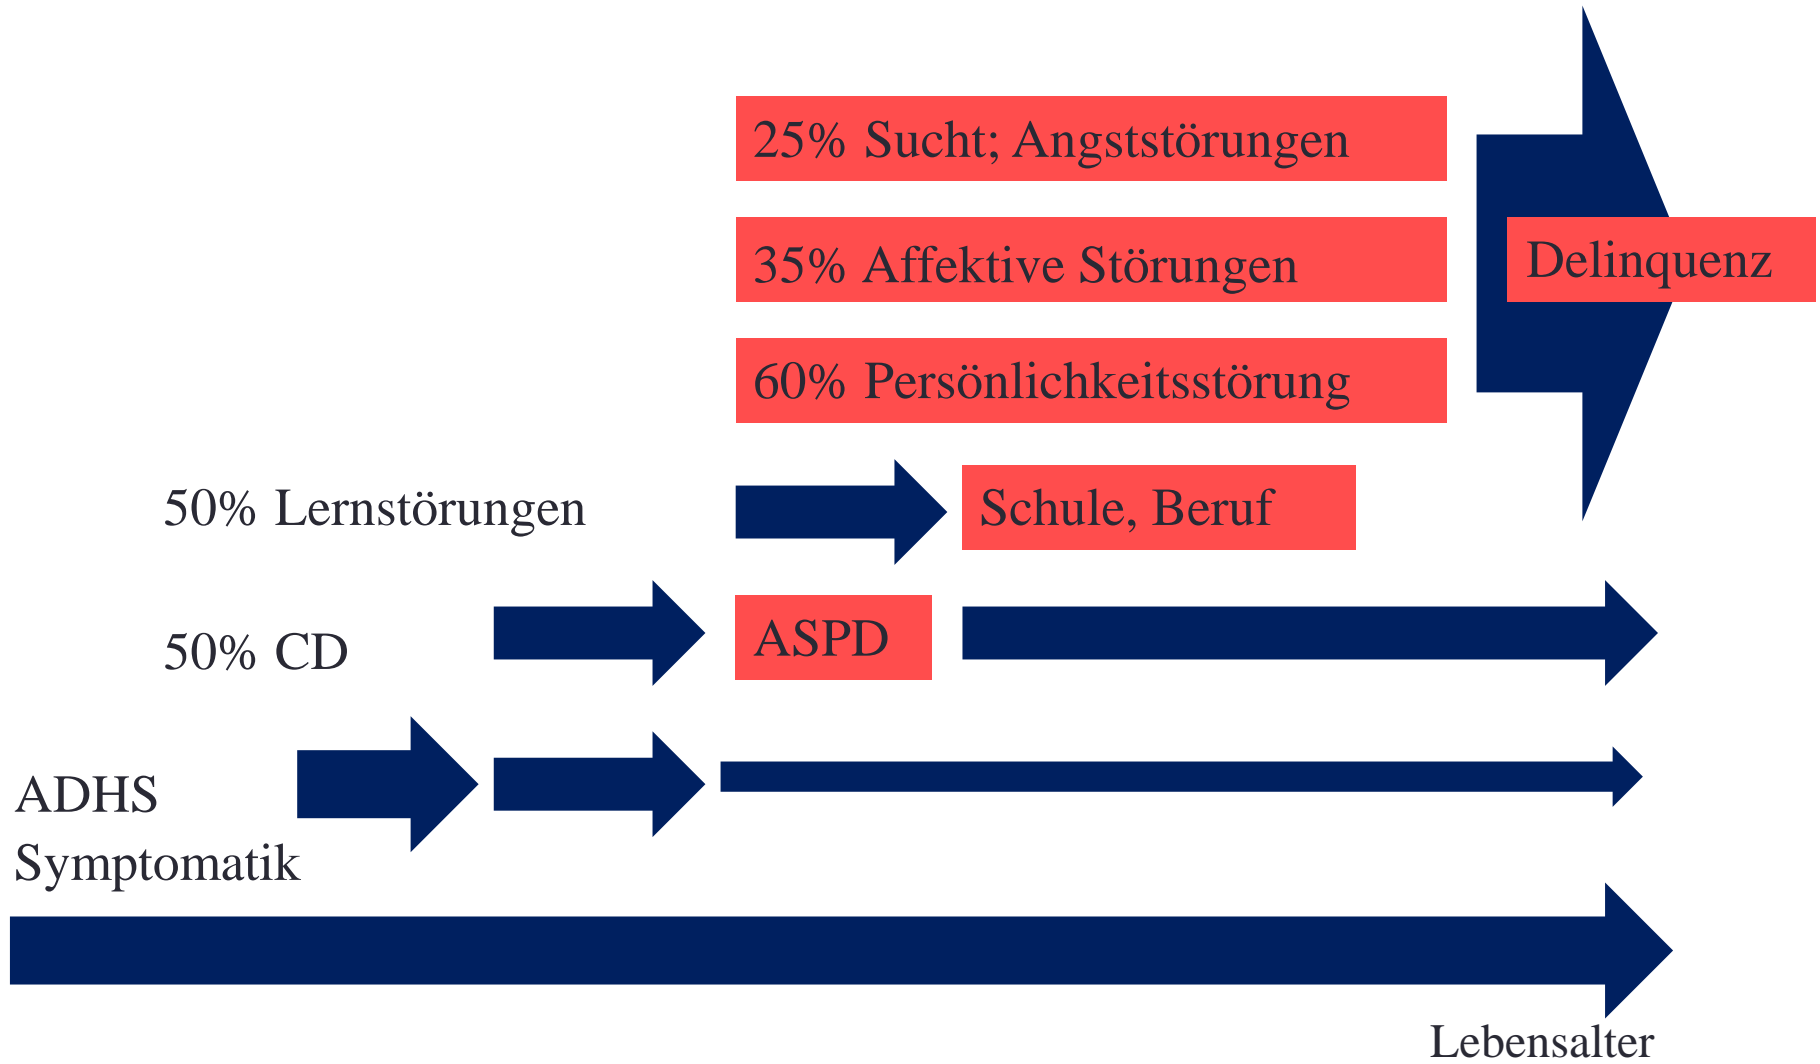 25% Sucht; Angststörungen
35% Affektive Störungen
Delinquenz
60% Persönlichkeitsstörung
50% Lernstörungen
Schule, Beruf
50% CD
ASPD
ADHS
Symptomatik
Lebensalter